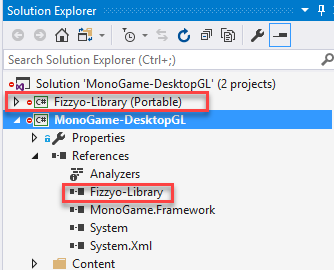 Solution Explorer
Search Solution Explorer (Ctrl+;)
Solution 'MonoGame-DesktopGL' (2 projects)
C# Fizzyo-Library (Portable)
C# MonoGame-DesktopGL
Properties
References
Analyzers
Fizzyo-Library
MonoGame.Framework
System
System.Xml
Content